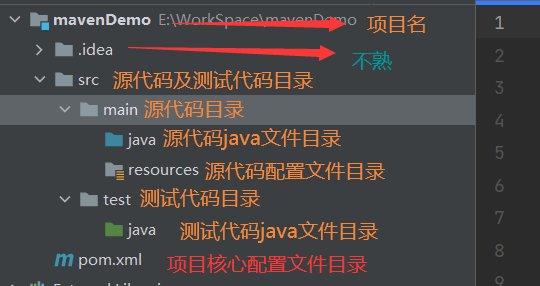 mavenDemo E:\WorkSpace\mavenDemo 项目名 1
.idea 不熟 2
src 源代码及测试代码目录 3
main 源代码目录 4
java 源代码java文件目录 5
resources 源代码配置文件目录 6
test 测试代码目录 7
java 测试代码java文件目录 8
pom.xml 项目核心配置文件目录 9